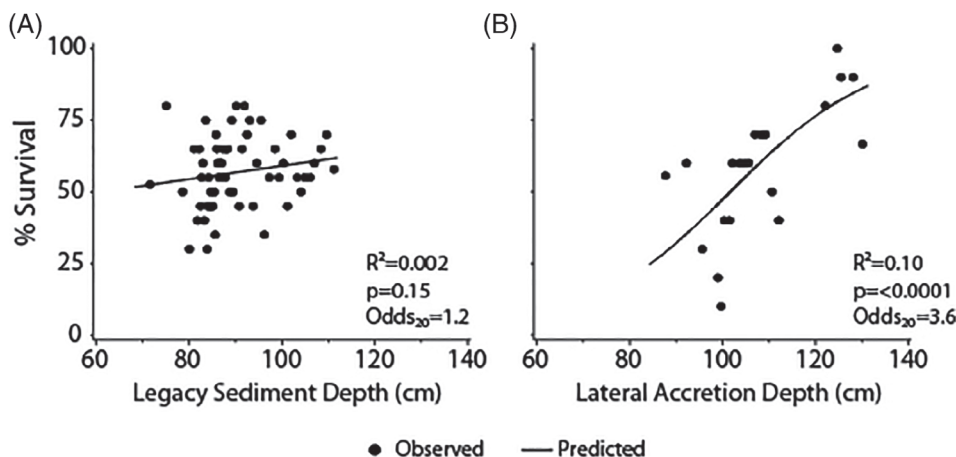 (A)
(B)
100
75
50
25
0
% Survival
R²=0.002
p=0.15
Odds₂₀=1.2
R²=0.10
p=<0.0001
Odds₂₀=3.6
60 80 100 120 140
60 80 100 120 140
Legacy Sediment Depth (cm)
Lateral Accretion Depth (cm)
Observed
Predicted